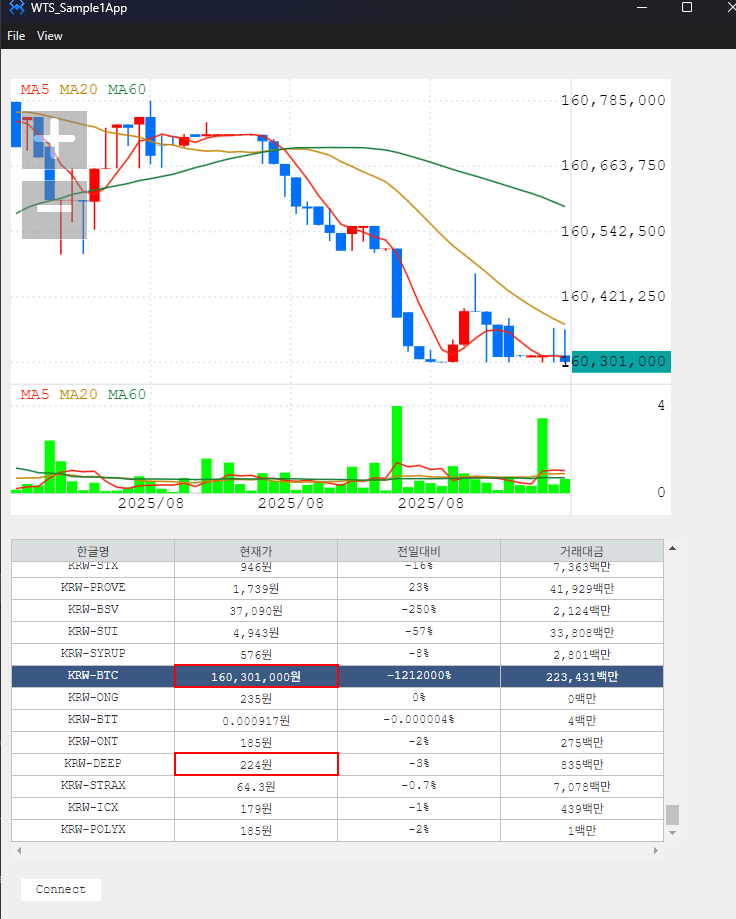 WTS_Sample1App
File View
MA5 MA20 MA60
160,785,000
160,663,750
160,542,500
160,421,250
160,301,000
MA5 MA20 MA60
4
0
2025/08 2025/08 2025/08
한글명 현재가 전일대비 거래대금
KRW-STX 946원 -16% 7,363백만
KRW-PROVE 1,739원 23% 41,929백만
KRW-BSV 37,090원 -250% 2,124백만
KRW-SUI 4,943원 -57% 33,808백만
KRW-SYRUP 576원 -8% 2,801백만
KRW-BTC 160,301,000원 -1212000% 223,431백만
KRW-ONG 235원 0% 0백만
KRW-BTT 0.000917원 -0.000004% 4백만
KRW-ONT 185원 -2% 275백만
KRW-DEEP 224원 -3% 835백만
KRW-STRAX 64.3원 -0.7% 7,078백만
KRW-ICX 179원 -1% 439백만
KRW-POLYX 185원 -2% 1백만
Connect